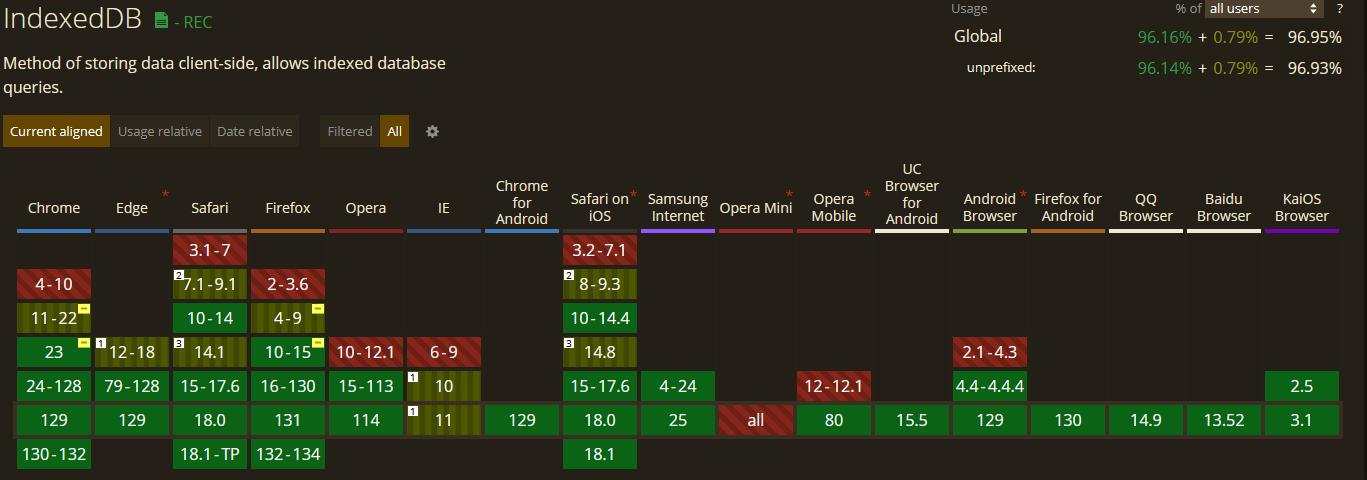 IndexedDB - REC
Usage % of all users ?
Global 96.16% + 0.79% = 96.95%
unprefixed: 96.14% + 0.79% = 96.93%
Method of storing data client-side, allows indexed database
queries.
Current aligned Usage relative Date relative Filtered All
Chrome Edge * Safari Firefox Opera IE Chrome for Android Safari on iOS * Samsung Internet Opera Mini * Opera Mobile * UC Browser for Android Android Browser * Firefox for Android QQ Browser Baidu Browser KaiOS Browser
3.1-7 3.2-7.1
4-10 2 7.1-9.1 2-3.6 2 8-9.3
11-22 10-14 4-9 10-14.4
23 1 12-18 3 14.1 10-15 10-12.1 6-9 3 14.8 2.1-4.3
24-128 79-128 15-17.6 16-130 15-113 1 10 15-17.6 4-24 12-12.1 4.4-4.4.4 2.5
129 129 18.0 131 114 1 11 129 18.0 25 all 80 15.5 129 130 14.9 13.52 3.1
130-132 18.1-TP 132-134 18.1